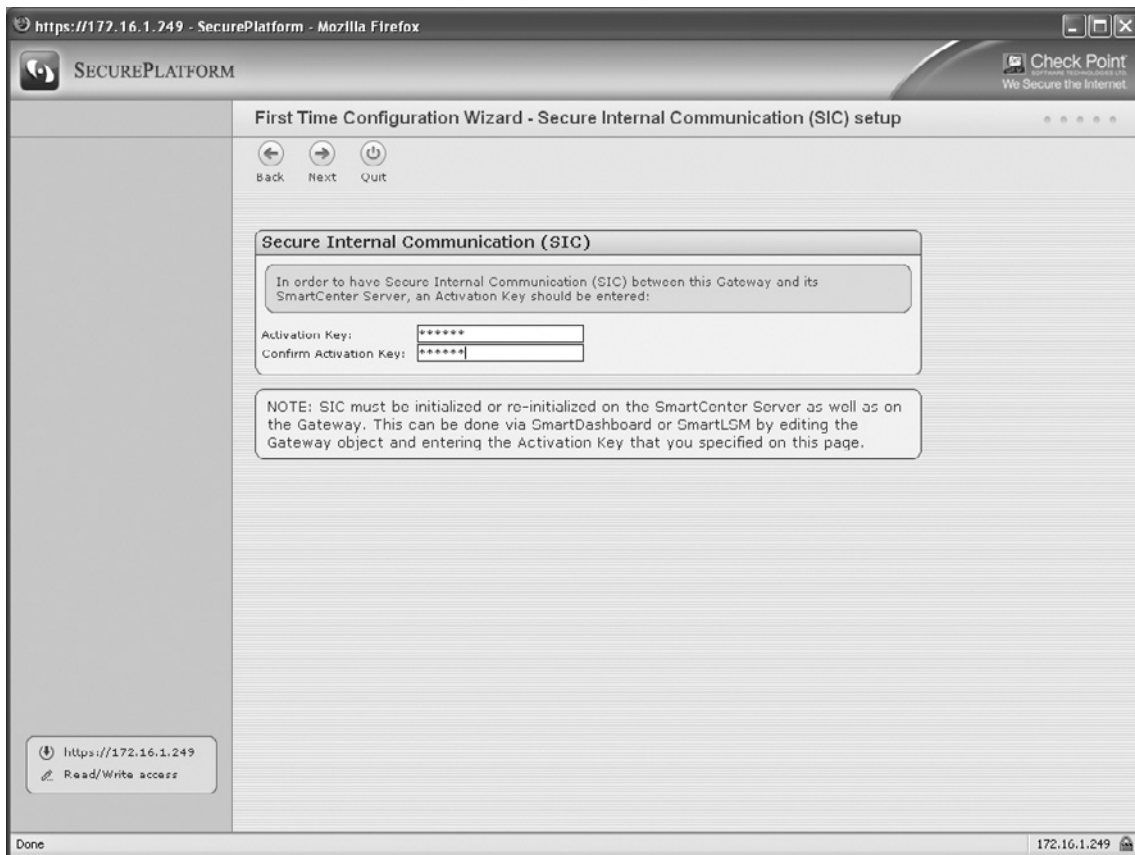 https://172.16.1.249 - SecurePlatform - Mozilla Firefox
SECUREPLATFORM
Check Point
SOFTWARE TECHNOLOGIES LTD.
We Secure the Internet.
First Time Configuration Wizard - Secure Internal Communication (SIC) setup
Back Next Quit
Secure Internal Communication (SIC)
In order to have Secure Internal Communication (SIC) between this Gateway and its
SmartCenter Server, an Activation Key should be entered:
Activation Key: ******
Confirm Activation Key: ******
NOTE: SIC must be initialized or re-initialized on the SmartCenter Server as well as on
the Gateway. This can be done via SmartDashboard or SmartLSM by editing the
Gateway object and entering the Activation Key that you specified on this page.
https://172.16.1.249
Read/Write access
Done
172.16.1.249